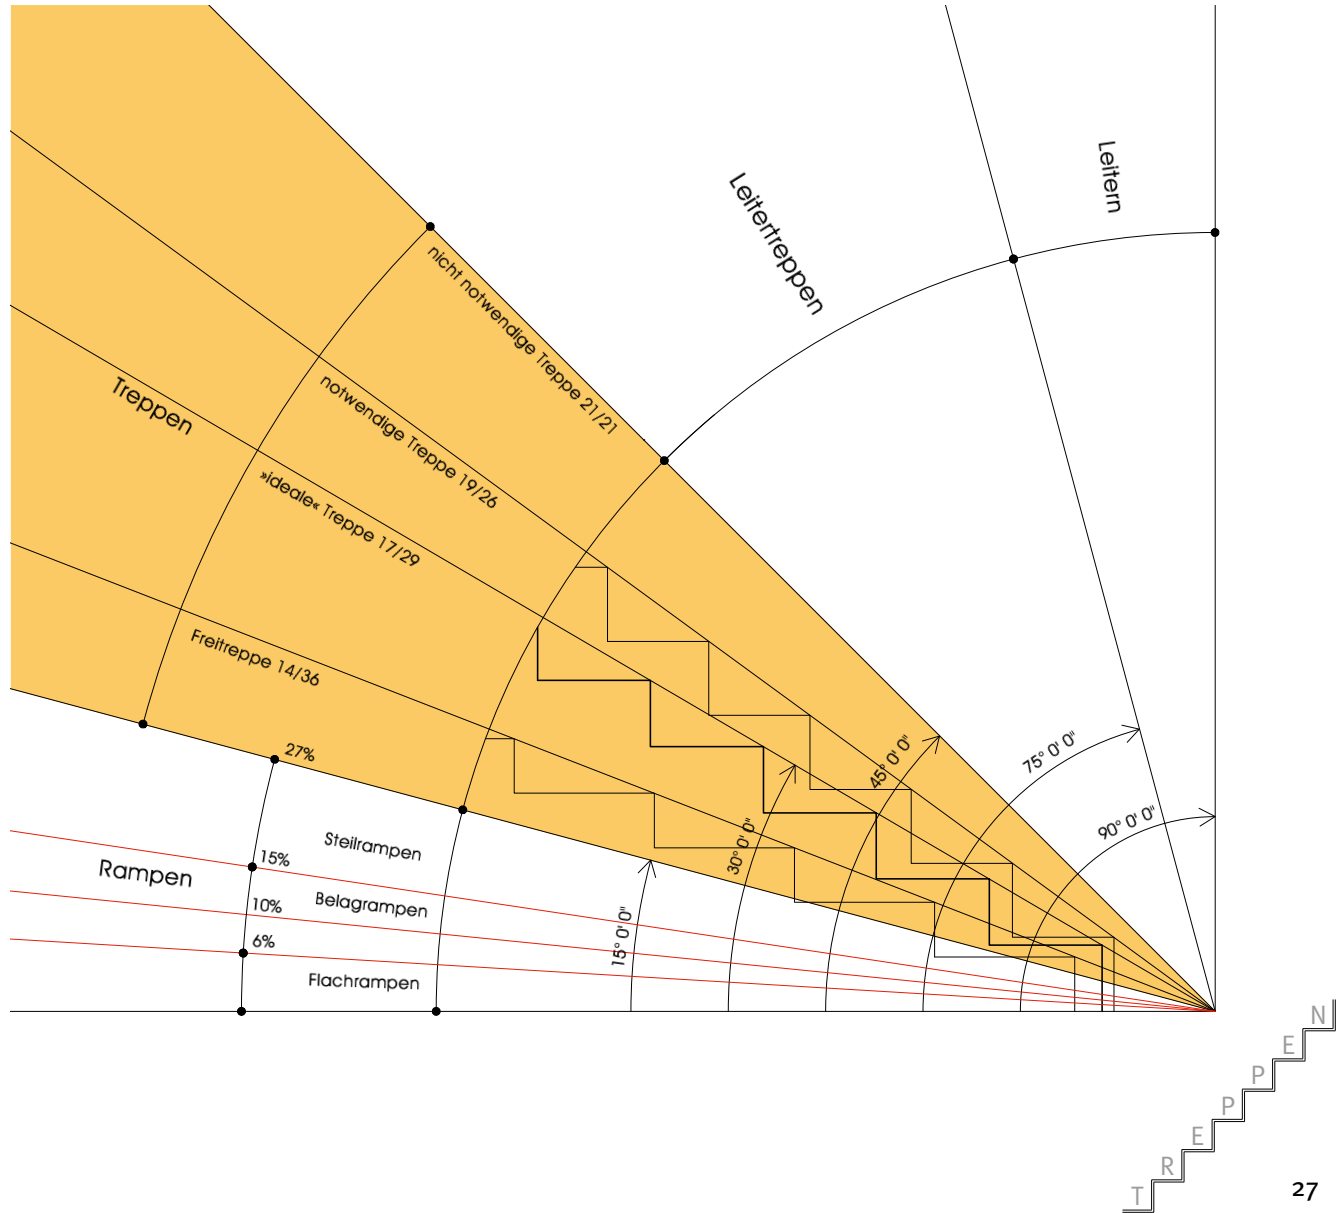 Leitern
Leitertreppen
nicht notwendige Treppe 21/21
notwendige Treppe 19/26
Treppen
»ideale« Treppe 17/29
Freitreppe 14/36
27%
45° 0' 0"
75° 0' 0"
90° 0' 0"
30° 0' 0"
15° 0' 0"
Steilrampen
15%
Rampen
Belagrampen
10%
6%
Flachrampen
TREPPEN
27